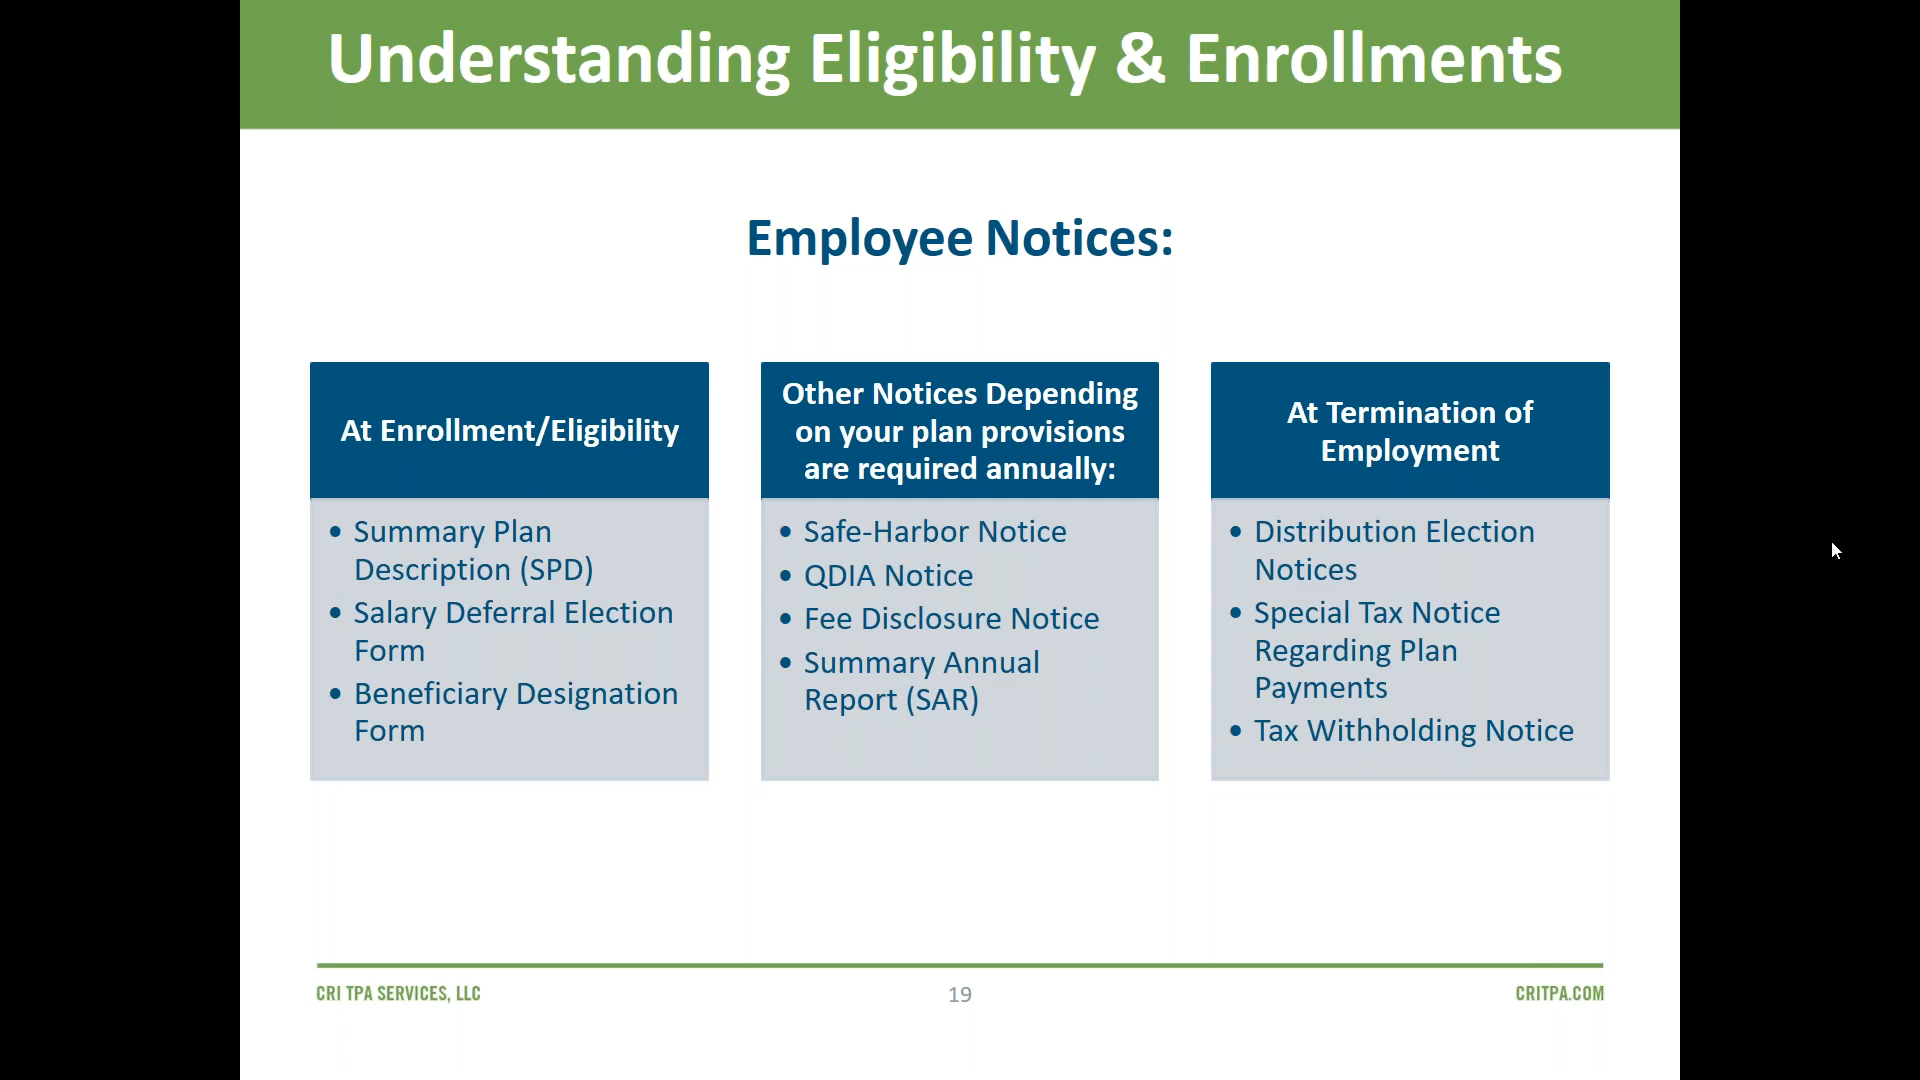 Understanding Eligibility & Enrollments
Employee Notices:
At Enrollment/Eligibility
• Summary Plan
Description (SPD)
• Salary Deferral Election
Form
• Beneficiary Designation
Form
Other Notices Depending
on your plan provisions
are required annually:
• Safe-Harbor Notice
• QDIA Notice
• Fee Disclosure Notice
• Summary Annual
Report (SAR)
At Termination of
Employment
• Distribution Election
Notices
• Special Tax Notice
Regarding Plan
Payments
• Tax Withholding Notice
CRI TPA SERVICES, LLC
19
CRITPA.COM